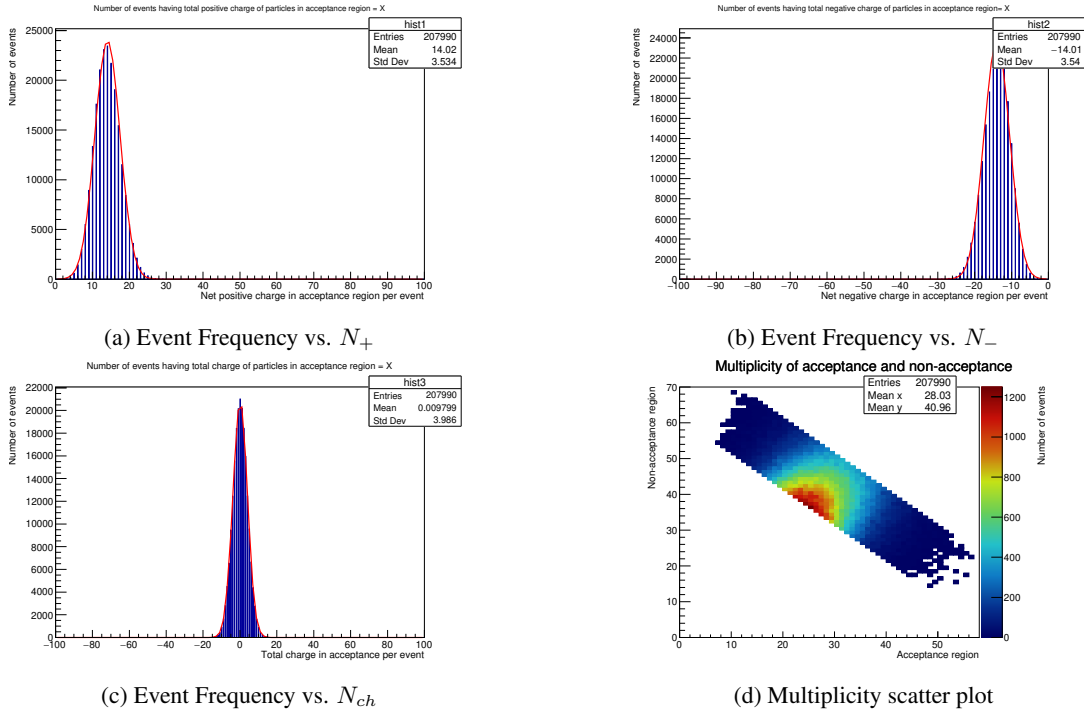 Number of events having total positive charge of particles in acceptance region = X
hist1
Entries 207990
Mean 14.02
Std Dev 3.534
Number of events
25000
20000
15000
10000
5000
0
0 10 20 30 40 50 60 70 80 90 100
Net positive charge in acceptance region per event
(a) Event Frequency vs. N+
Number of events having total negative charge of particles in acceptance region= X
hist2
Entries 207990
Mean −14.01
Std Dev 3.54
Number of events
24000
22000
20000
18000
16000
14000
12000
10000
8000
6000
4000
2000
0
−100 −90 −80 −70 −60 −50 −40 −30 −20 −10 0
Net negative charge in acceptance region per event
(b) Event Frequency vs. N−
Number of events having total charge of particles in acceptance region = X
hist3
Entries 207990
Mean 0.009799
Std Dev 3.986
Number of events
22000
20000
18000
16000
14000
12000
10000
8000
6000
4000
2000
0
−100 −80 −60 −40 −20 0 20 40 60 80 100
Total charge in acceptance per event
(c) Event Frequency vs. Nch
Multiplicity of acceptance and non-acceptance
Entries 207990
Mean x 28.03
Mean y 40.96
Non-acceptance region
70
60
50
40
30
20
10
0
0 10 20 30 40 50
Acceptance region
1200
1000
800
600
400
200
0
Number of events
(d) Multiplicity scatter plot